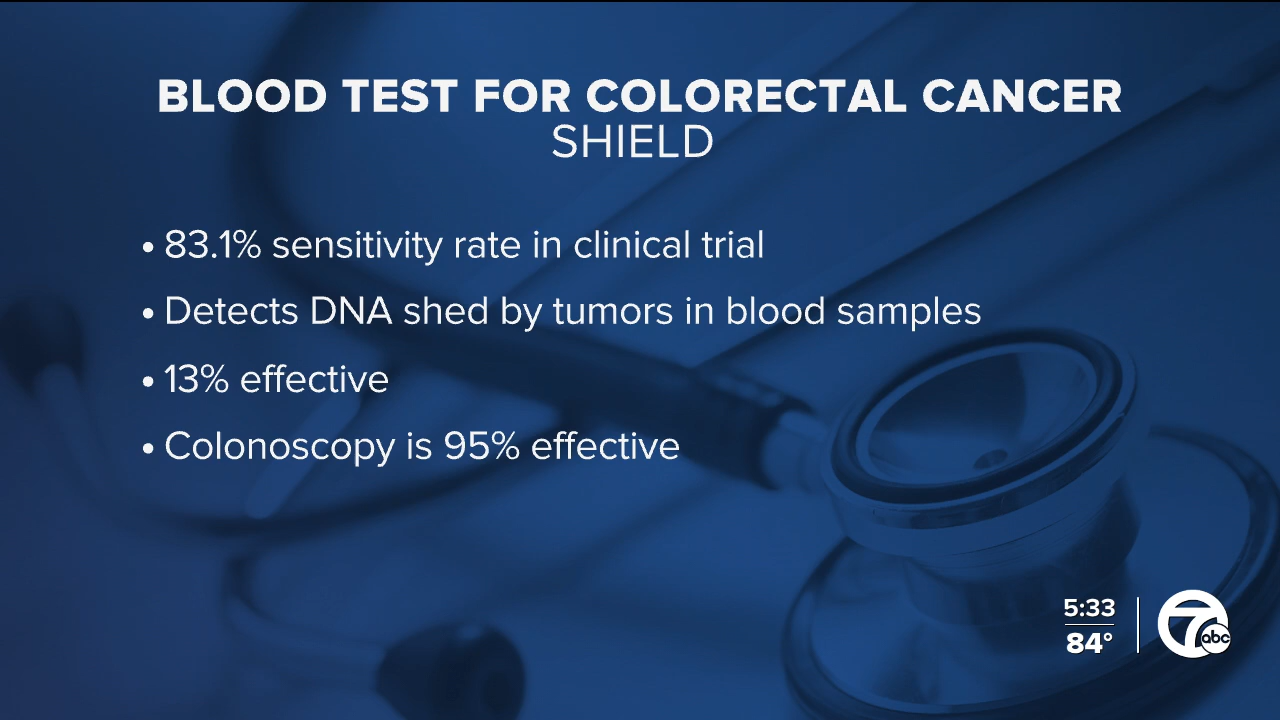 BLOOD TEST FOR COLORECTAL CANCER
SHIELD
• 83.1% sensitivity rate in clinical trial
• Detects DNA shed by tumors in blood samples
• 13% effective
• Colonoscopy is 95% effective
5:33
84°
7 abc